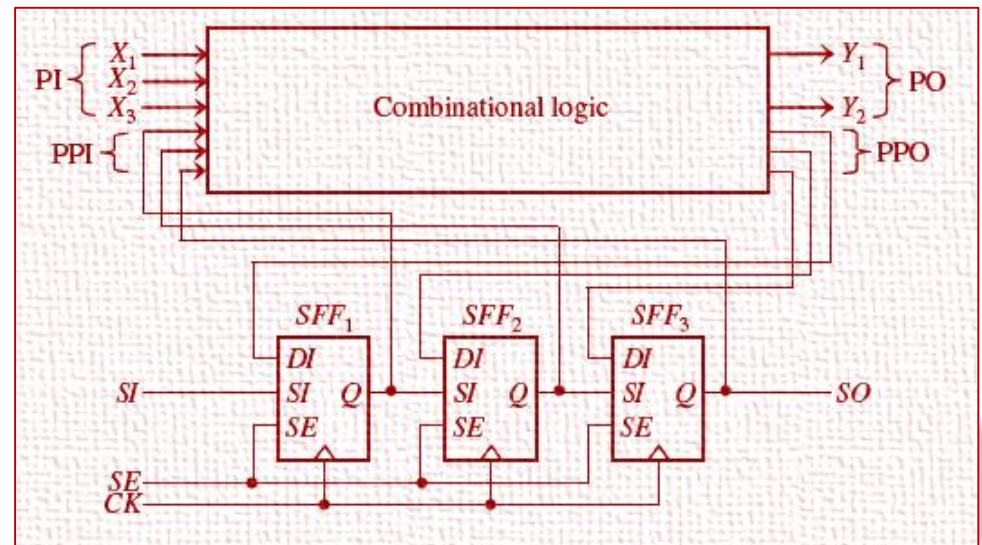 PI { X₁ Y₁ } PO
X₂
X₃ Combinational logic Y₂
PPI { } PPO
SFF₁ SFF₂ SFF₃
DI DI DI
SI SI Q SI Q SI Q SO
SE SE SE
SE
CK